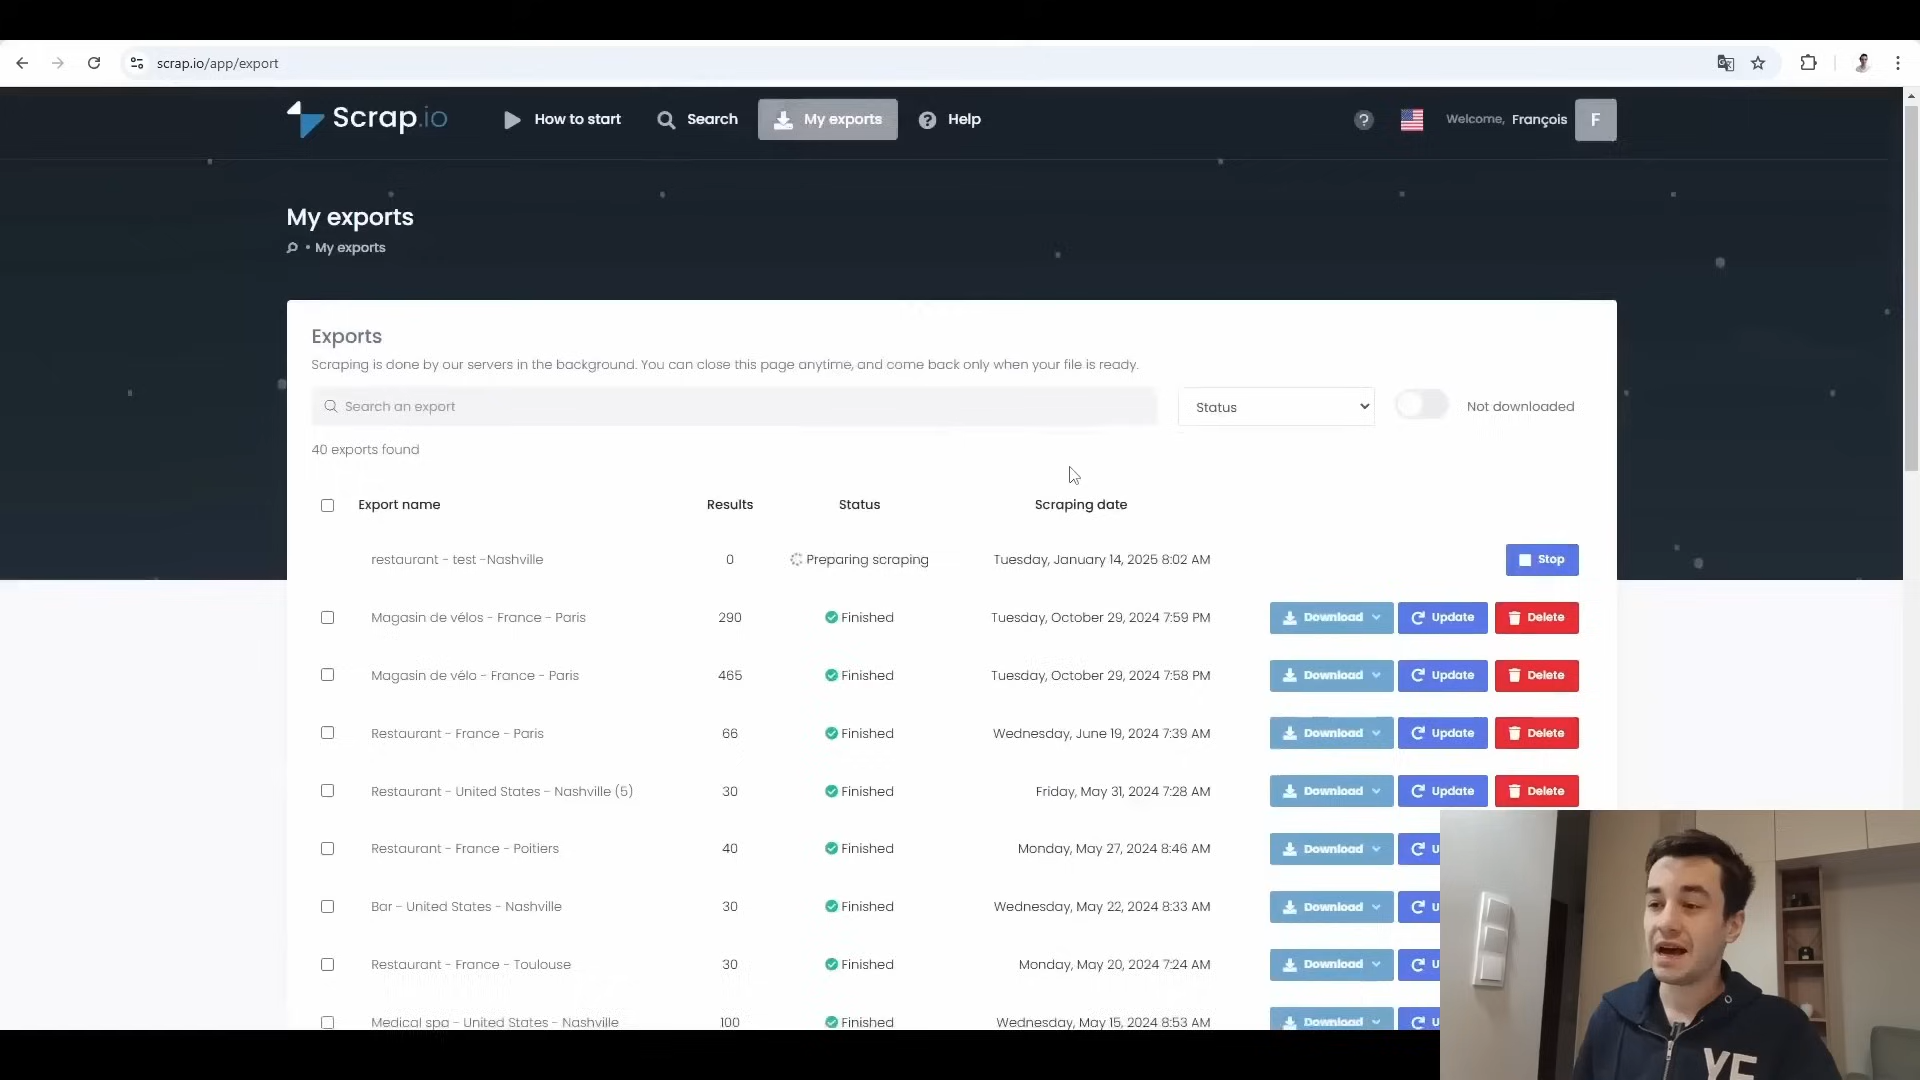 scrap.io/app/export
Scrap.io
How to start
Search
My exports
Help
?
Welcome, François
F
My exports
• My exports
Exports
Scraping is done by our servers in the background. You can close this page anytime, and come back only when your file is ready.
Search an export
Status
Not downloaded
40 exports found
Export name Results Status Scraping date
restaurant - test -Nashville 0 Preparing scraping Tuesday, January 14, 2025 8:02 AM Stop
Magasin de vélos - France - Paris 290 Finished Tuesday, October 29, 2024 7:59 PM Download Update Delete
Magasin de vélo - France - Paris 465 Finished Tuesday, October 29, 2024 7:58 PM Download Update Delete
Restaurant - France - Paris 66 Finished Wednesday, June 19, 2024 7:39 AM Download Update Delete
Restaurant - United States - Nashville (5) 30 Finished Friday, May 31, 2024 7:28 AM Download Update Delete
Restaurant - France - Poitiers 40 Finished Monday, May 27, 2024 8:46 AM Download U
Bar - United States - Nashville 30 Finished Wednesday, May 22, 2024 8:33 AM Download U
Restaurant - France - Toulouse 30 Finished Monday, May 20, 2024 7:24 AM Download U
Medical spa - United States - Nashville 100 Finished Wednesday, May 15, 2024 8:53 AM Download U